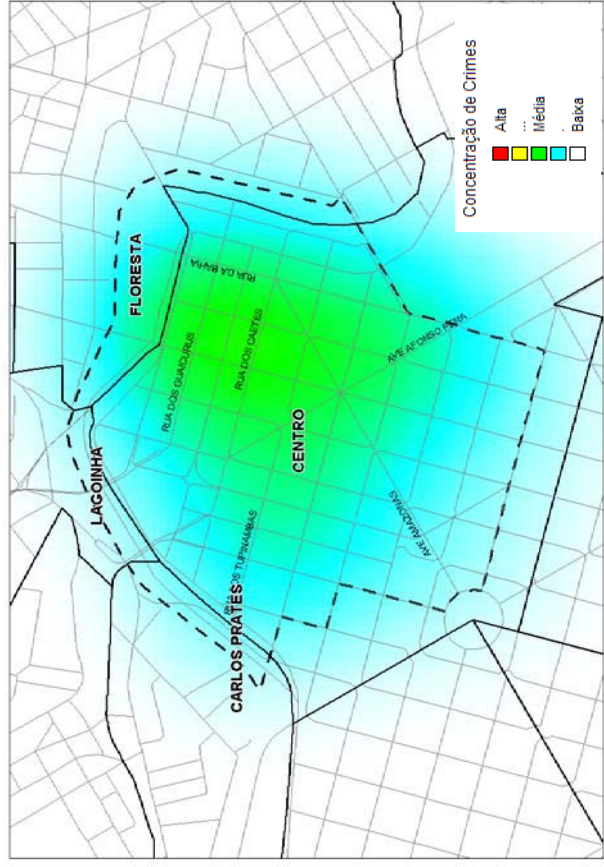 FLORESTA
RUA DA BAHIA
LAGOINHA
RUA DOS GUAICURUS
RUA DOS CAETES
AVE AFONSO PENA
CENTRO
AVE AMAZONAS
OS TUPINAMBAS
CARLOS PRATES
Concentração de Crimes
Alta
...
Média
.
Baixa